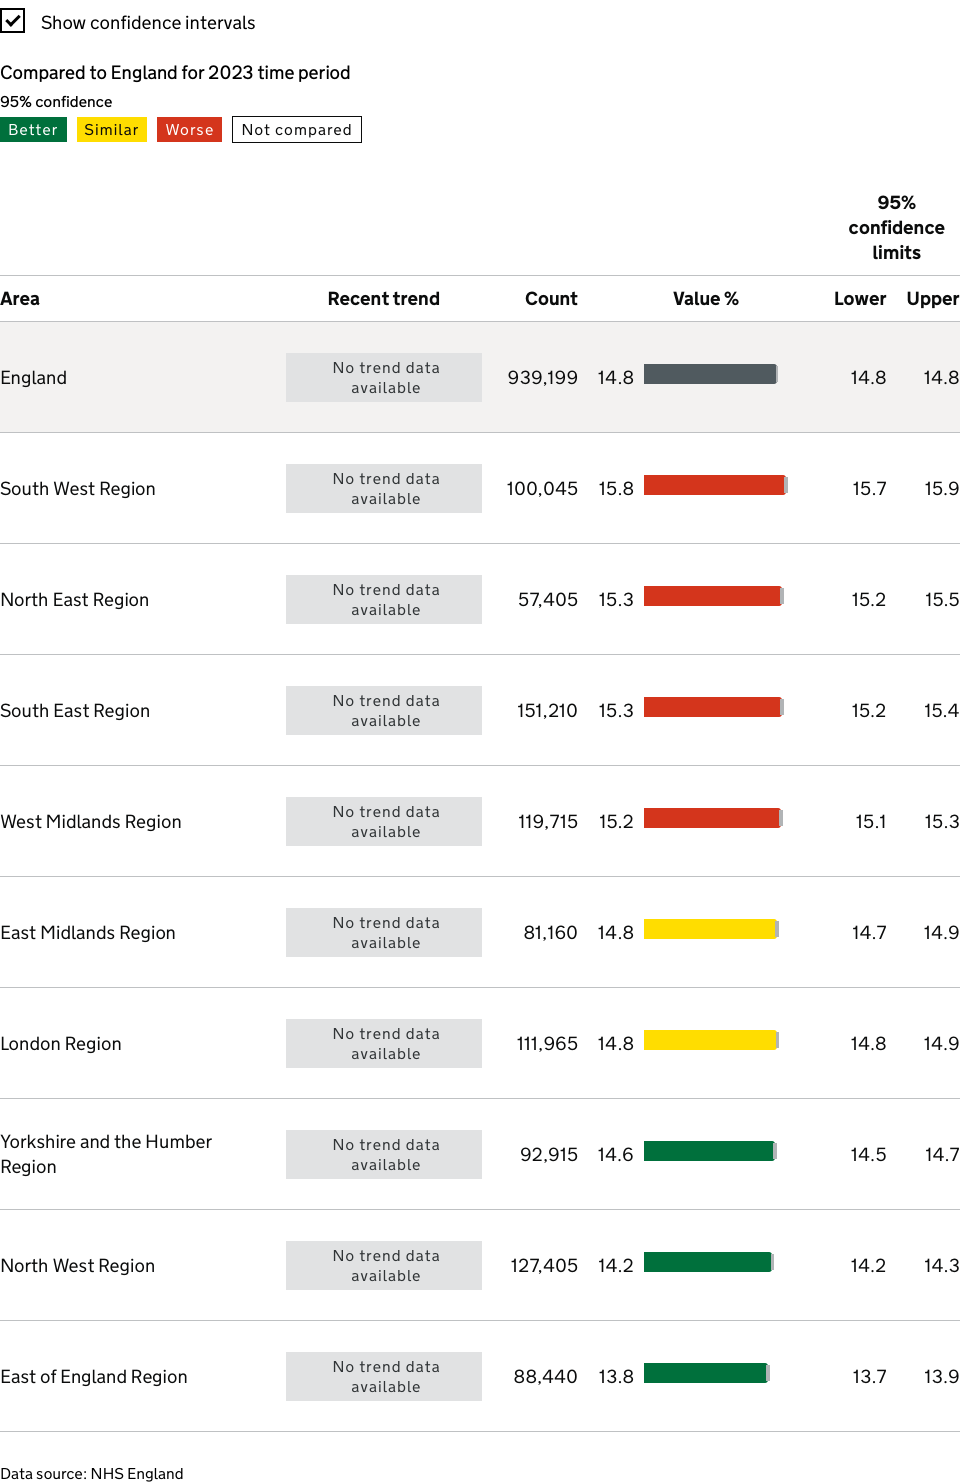 Show confidence intervals
Compared to England for 2023 time period
95% confidence
Better Similar Worse Not compared
95%
confidence
limits
Area Recent trend Count Value % Lower Upper
England No trend data available 939,199 14.8 14.8 14.8
South West Region No trend data available 100,045 15.8 15.7 15.9
North East Region No trend data available 57,405 15.3 15.2 15.5
South East Region No trend data available 151,210 15.3 15.2 15.4
West Midlands Region No trend data available 119,715 15.2 15.1 15.3
East Midlands Region No trend data available 81,160 14.8 14.7 14.9
London Region No trend data available 111,965 14.8 14.8 14.9
Yorkshire and the Humber Region No trend data available 92,915 14.6 14.5 14.7
North West Region No trend data available 127,405 14.2 14.2 14.3
East of England Region No trend data available 88,440 13.8 13.7 13.9
Data source: NHS England